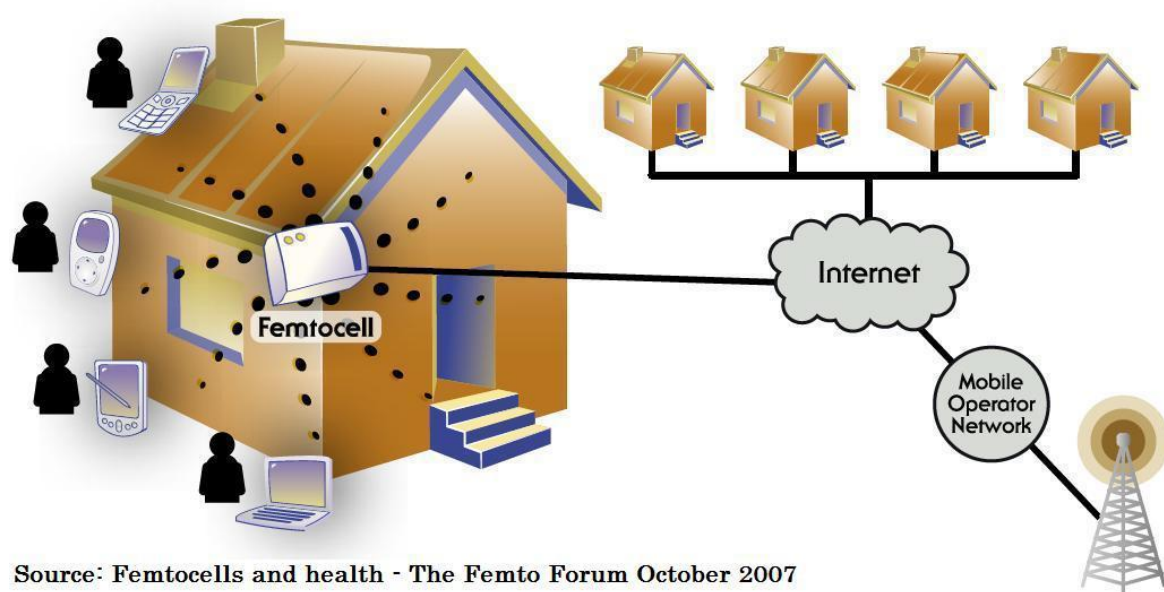 Internet
Femtocell
Mobile
Operator
Network
Source: Femtocells and health - The Femto Forum October 2007